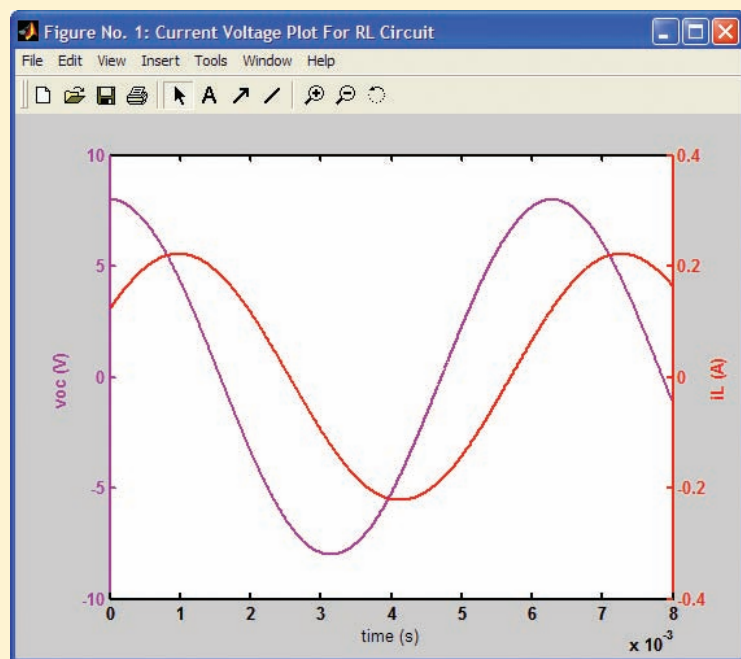 Figure No. 1: Current Voltage Plot For RL Circuit
File Edit View Insert Tools Window Help
A
voc (V)
10
5
0
-5
-10
0.4
0.2
0
-0.2
-0.4
iL (A)
0 1 2 3 4 5 6 7 8
time (s)
x 10⁻³